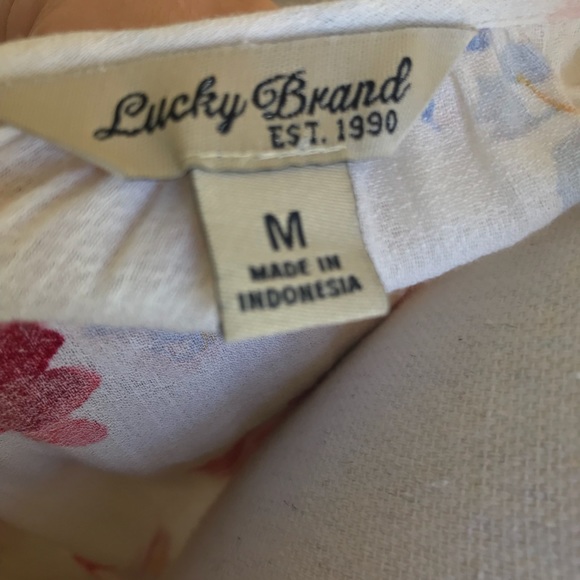 Lucky Brand
EST. 1990
M
MADE IN
INDONESIA